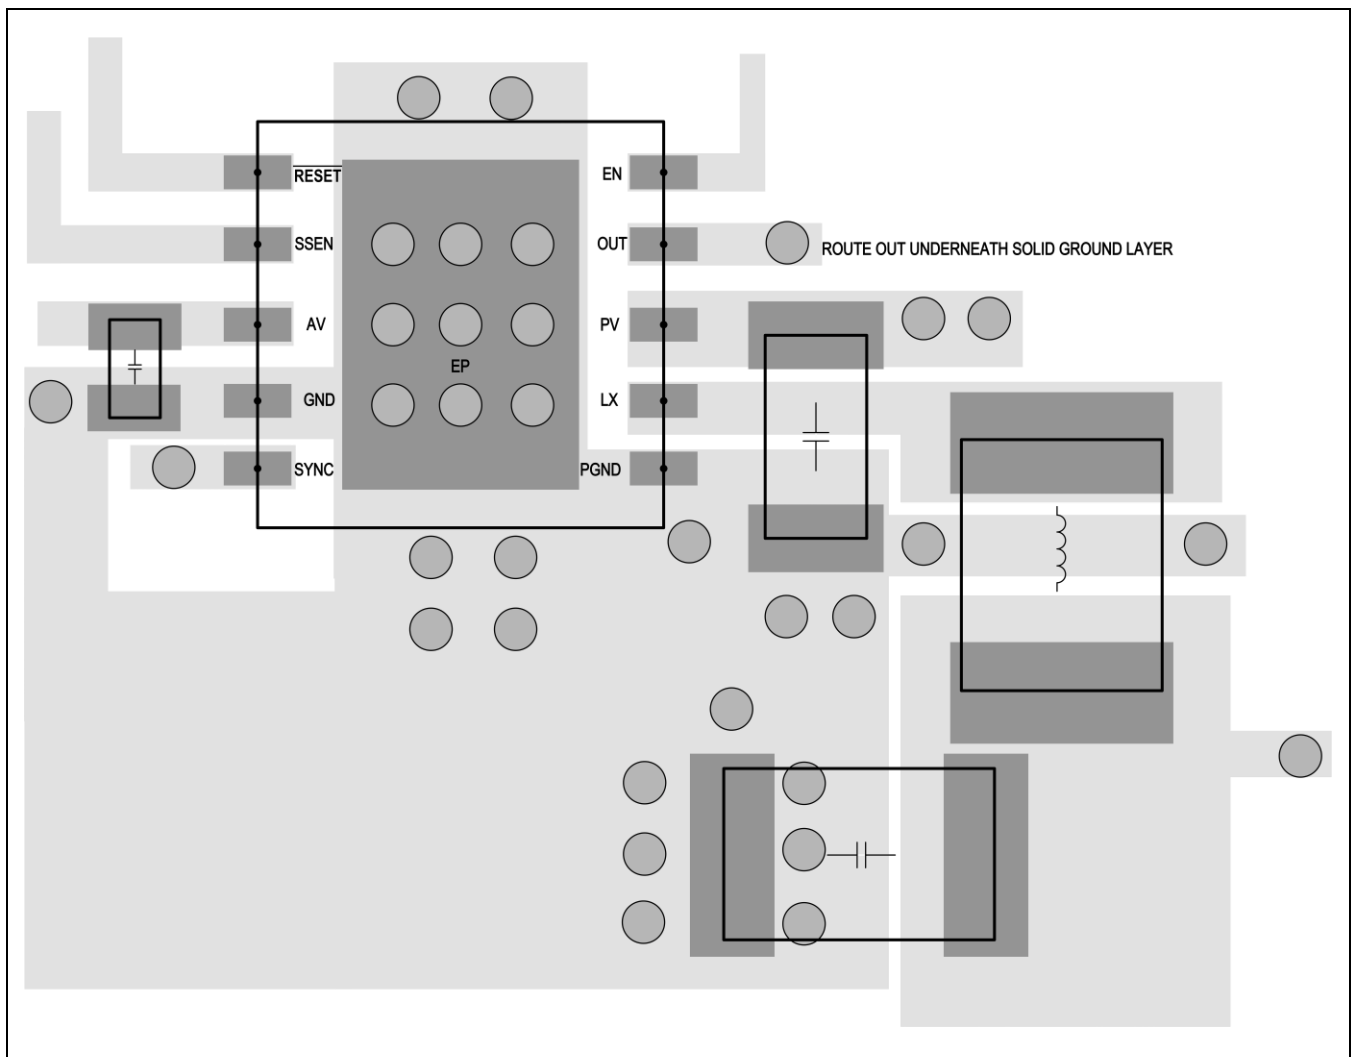 RESET
EN
SSEN
OUT
ROUTE OUT UNDERNEATH SOLID GROUND LAYER
AV
PV
EP
GND
LX
SYNC
PGND